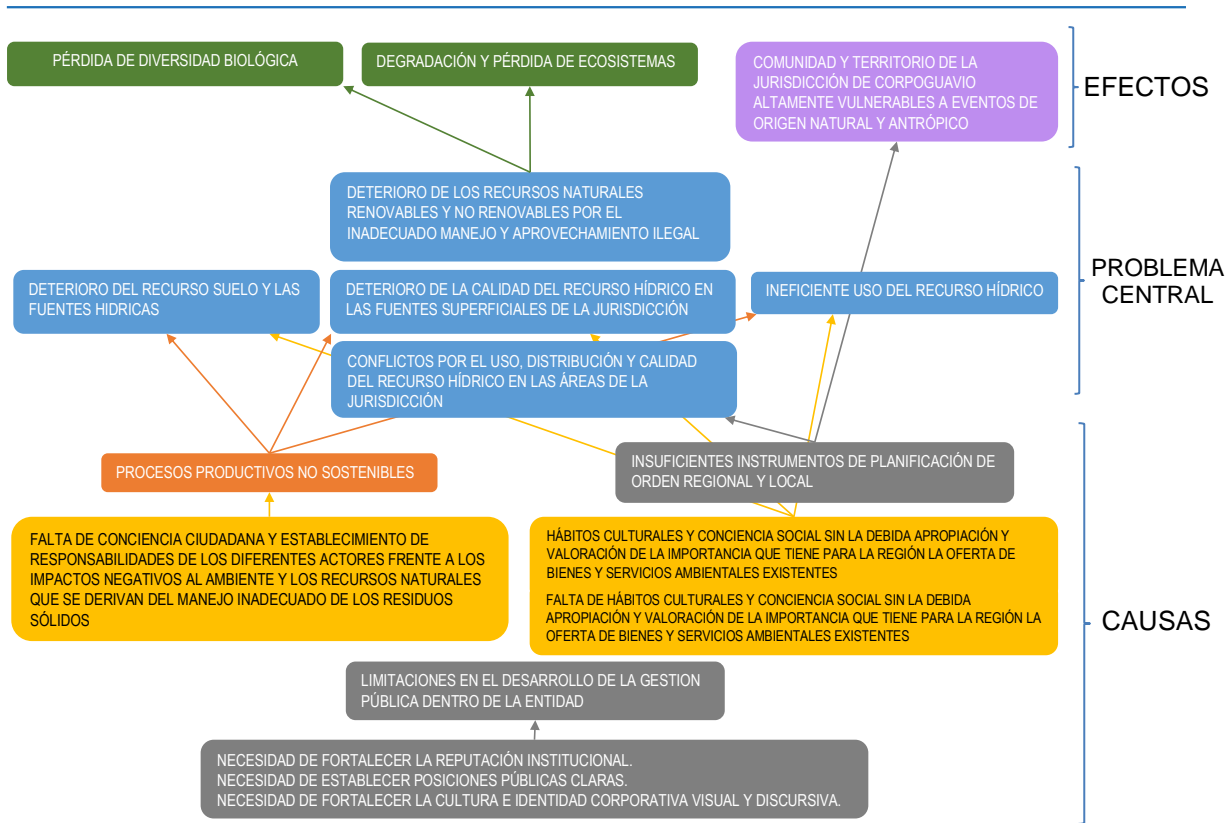 PÉRDIDA DE DIVERSIDAD BIOLÓGICA
DEGRADACIÓN Y PÉRDIDA DE ECOSISTEMAS
COMUNIDAD Y TERRITORIO DE LA
JURISDICCIÓN DE CORPOGUAVIO
ALTAMENTE VULNERABLES A EVENTOS DE
ORIGEN NATURAL Y ANTRÓPICO
EFECTOS
DETERIORO DE LOS RECURSOS NATURALES
RENOVABLES Y NO RENOVABLES POR EL
INADECUADO MANEJO Y APROVECHAMIENTO ILEGAL
DETERIORO DEL RECURSO SUELO Y LAS
FUENTES HIDRICAS
DETERIORO DE LA CALIDAD DEL RECURSO HÍDRICO EN
LAS FUENTES SUPERFICIALES DE LA JURISDICCIÓN
INEFICIENTE USO DEL RECURSO HÍDRICO
PROBLEMA
CENTRAL
CONFLICTOS POR EL USO, DISTRIBUCIÓN Y CALIDAD
DEL RECURSO HÍDRICO EN LAS ÁREAS DE LA
JURISDICCIÓN
PROCESOS PRODUCTIVOS NO SOSTENIBLES
INSUFICIENTES INSTRUMENTOS DE PLANIFICACIÓN DE
ORDEN REGIONAL Y LOCAL
FALTA DE CONCIENCIA CIUDADANA Y ESTABLECIMIENTO DE
RESPONSABILIDADES DE LOS DIFERENTES ACTORES FRENTE A LOS
IMPACTOS NEGATIVOS AL AMBIENTE Y LOS RECURSOS NATURALES
QUE SE DERIVAN DEL MANEJO INADECUADO DE LOS RESIDUOS
SÓLIDOS
HÁBITOS CULTURALES Y CONCIENCIA SOCIAL SIN LA DEBIDA APROPIACIÓN Y
VALORACIÓN DE LA IMPORTANCIA QUE TIENE PARA LA REGIÓN LA OFERTA DE
BIENES Y SERVICIOS AMBIENTALES EXISTENTES
FALTA DE HÁBITOS CULTURALES Y CONCIENCIA SOCIAL SIN LA DEBIDA
APROPIACIÓN Y VALORACIÓN DE LA IMPORTANCIA QUE TIENE PARA LA REGIÓN LA
OFERTA DE BIENES Y SERVICIOS AMBIENTALES EXISTENTES
CAUSAS
LIMITACIONES EN EL DESARROLLO DE LA GESTION
PÚBLICA DENTRO DE LA ENTIDAD
NECESIDAD DE FORTALECER LA REPUTACIÓN INSTITUCIONAL.
NECESIDAD DE ESTABLECER POSICIONES PÚBLICAS CLARAS.
NECESIDAD DE FORTALECER LA CULTURA E IDENTIDAD CORPORATIVA VISUAL Y DISCURSIVA.